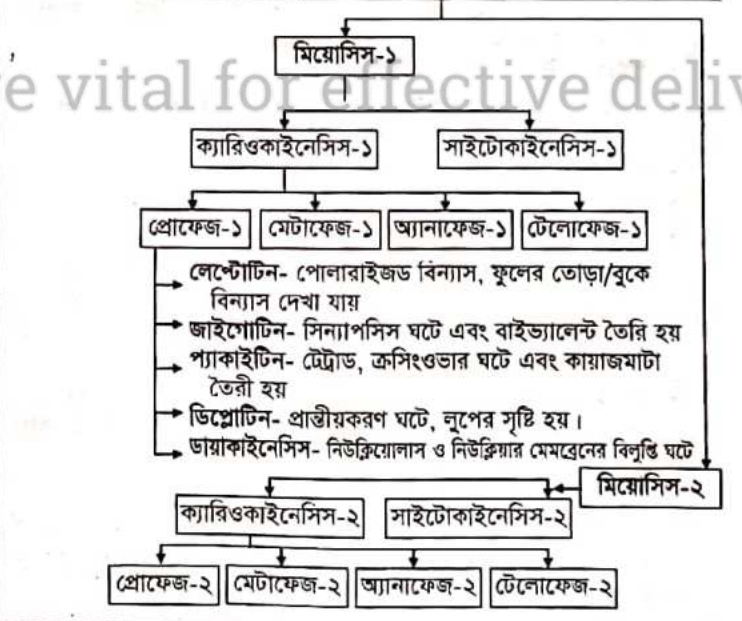 মিয়োসিস-১
e vital for effective deliv
ক্যারিওকাইনেসিস-১ সাইটোকাইনেসিস-১
প্রোফেজ-১ মেটাফেজ-১ অ্যানাফেজ-১ টেলোফেজ-১
লেপ্টোটিন- পোলারাইজড বিন্যাস, ফুলের তোড়া/বুকে
বিন্যাস দেখা যায়
জাইগোটিন- সিন্যাপসিস ঘটে এবং বাইভ্যালেন্ট তৈরি হয়
প্যাকাইটিন- টেট্রাড, ক্রসিংওভার ঘটে এবং কায়াজমাটা
তৈরী হয়
ডিপ্লোটিন- প্রান্তীয়করণ ঘটে, লুপের সৃষ্টি হয়।
ডায়াকাইনেসিস- নিউক্লিয়োলাস ও নিউক্লিয়ার মেমব্রেনের বিলুপ্তি ঘটে
মিয়োসিস-২
ক্যারিওকাইনেসিস-২ সাইটোকাইনেসিস-২
প্রোফেজ-২ মেটাফেজ-২ অ্যানাফেজ-২ টেলোফেজ-২